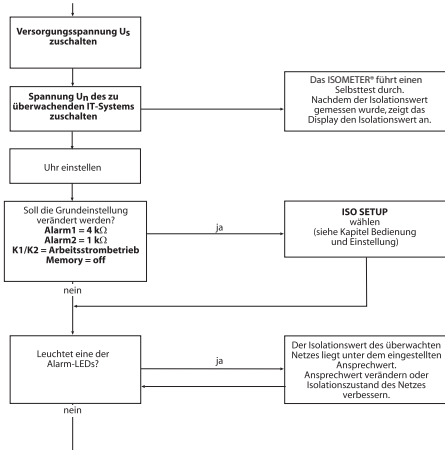 Versorgungsspannung Us
zuschalten
Spannung Un des zu
überwachenden IT-Systems
zuschalten
Das ISOMETER® führt einen
Selbsttest durch.
Nachdem der Isolationswert
gemessen wurde, zeigt das
Display den Isolationswert an.
Uhr einstellen
Soll die Grundeinstellung
verändert werden?
Alarm1 = 4 kΩ
Alarm2 = 1 kΩ
K1/K2 = Arbeitsstrombetrieb
Memory = off
ja
ISO SETUP
wählen
(siehe Kapitel Bedienung
und Einstellung)
nein
Leuchtet eine der
Alarm-LEDs?
ja
Der Isolationswert des überwachten
Netzes liegt unter dem eingestellten
Ansprechwert.
Ansprechwert verändern oder
Isolationszustand des Netzes
verbessern.
nein